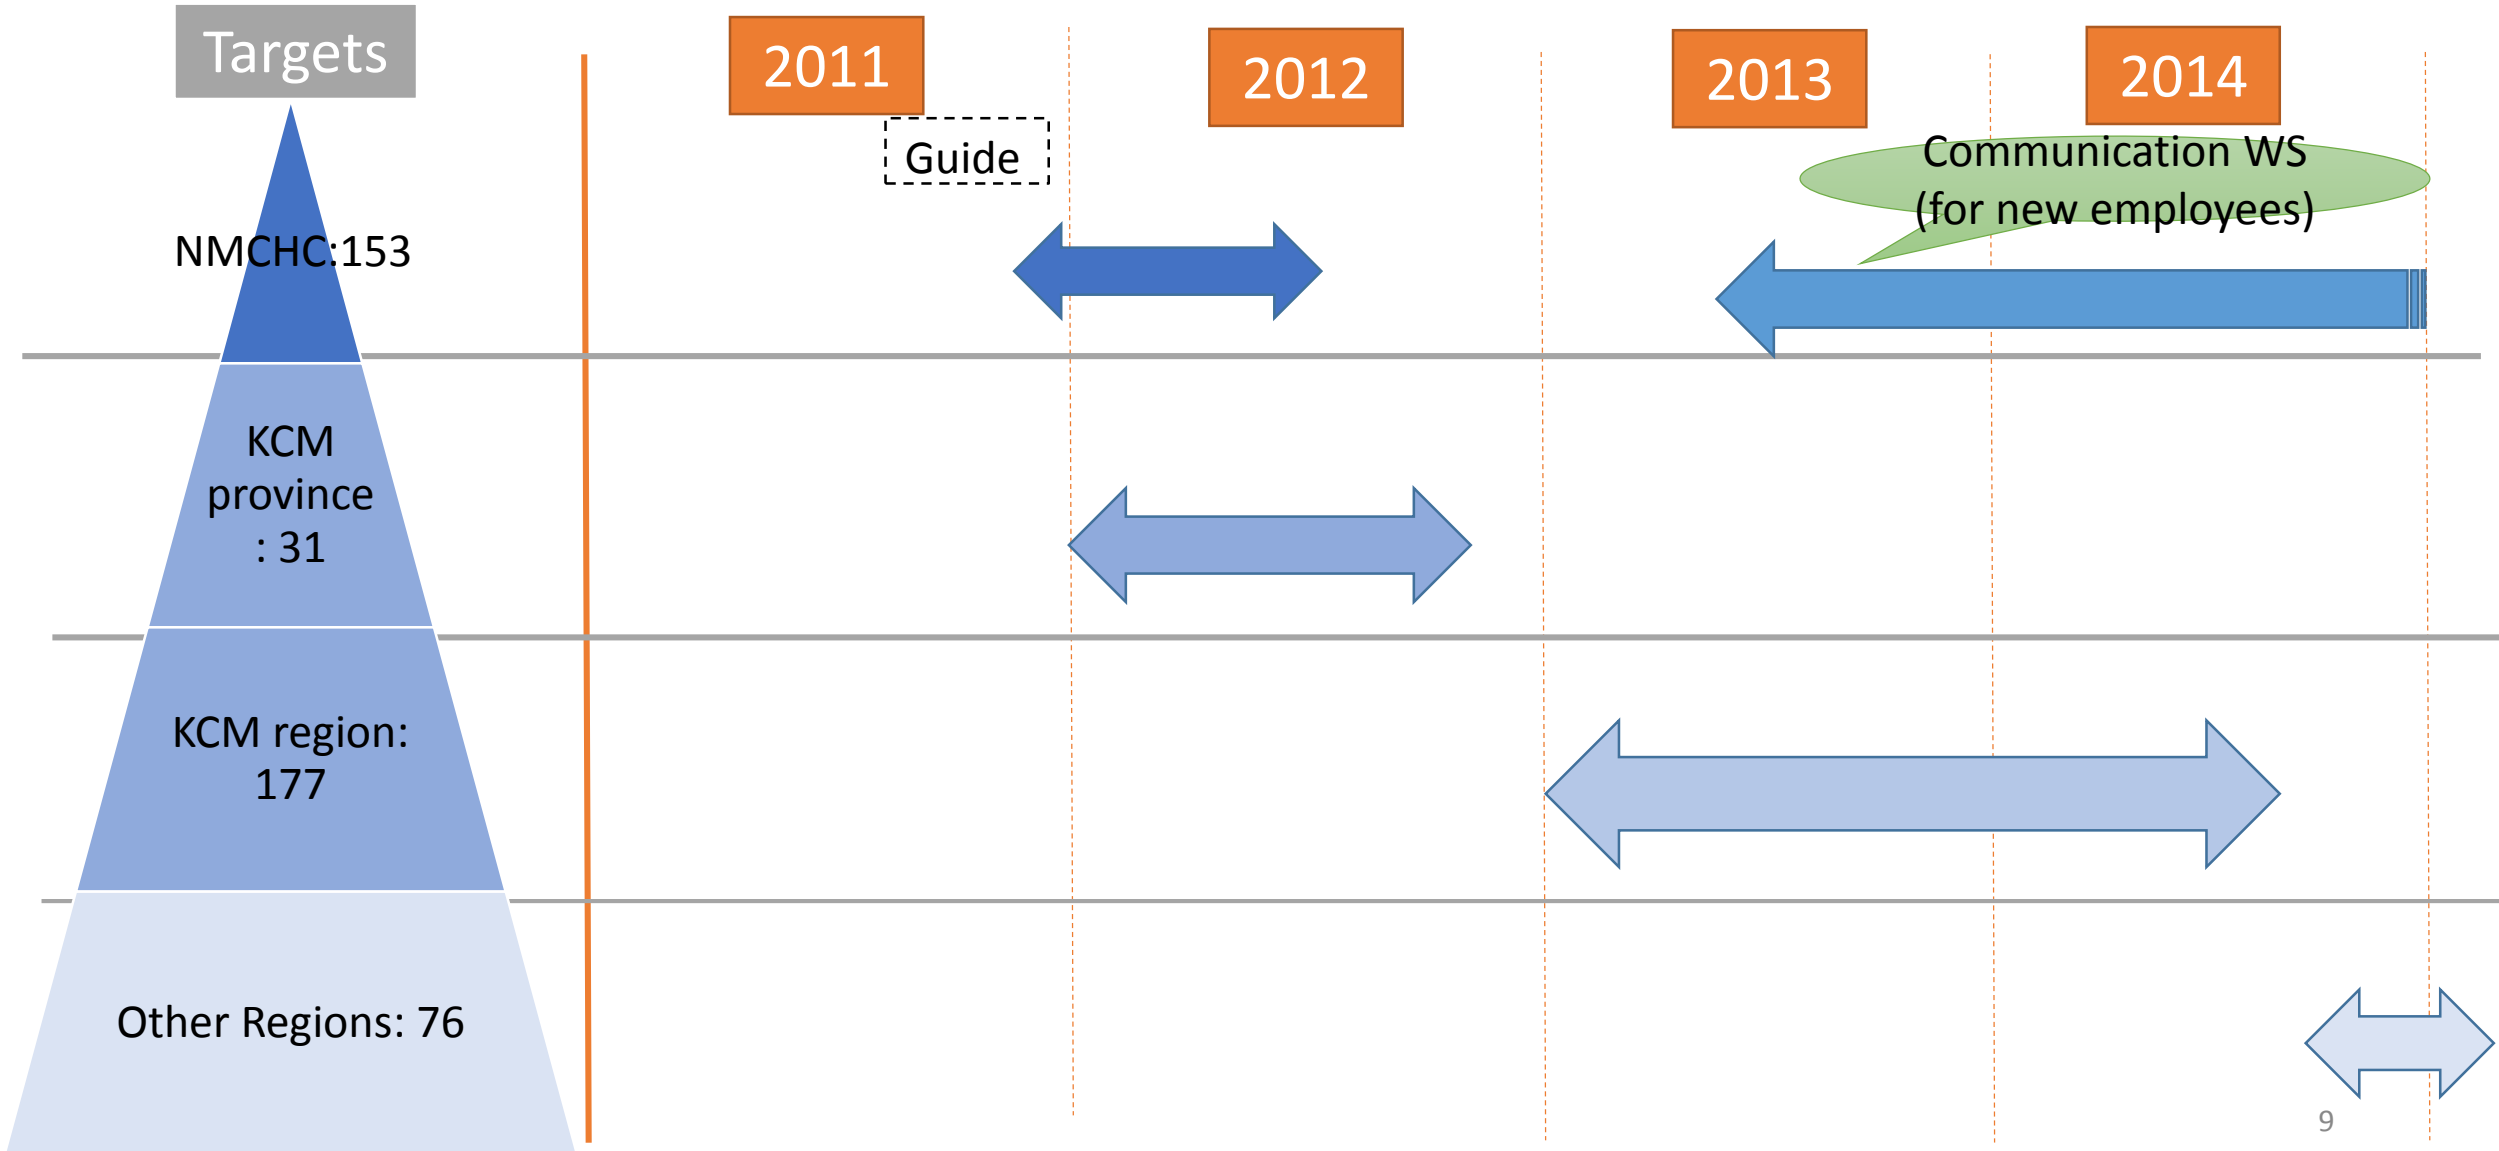 Targets
2011
2012
2013
2014
Guide
Communication WS
(for new employees)
NMCHC:153
KCM
province
: 31
KCM region:
177
Other Regions: 76
9